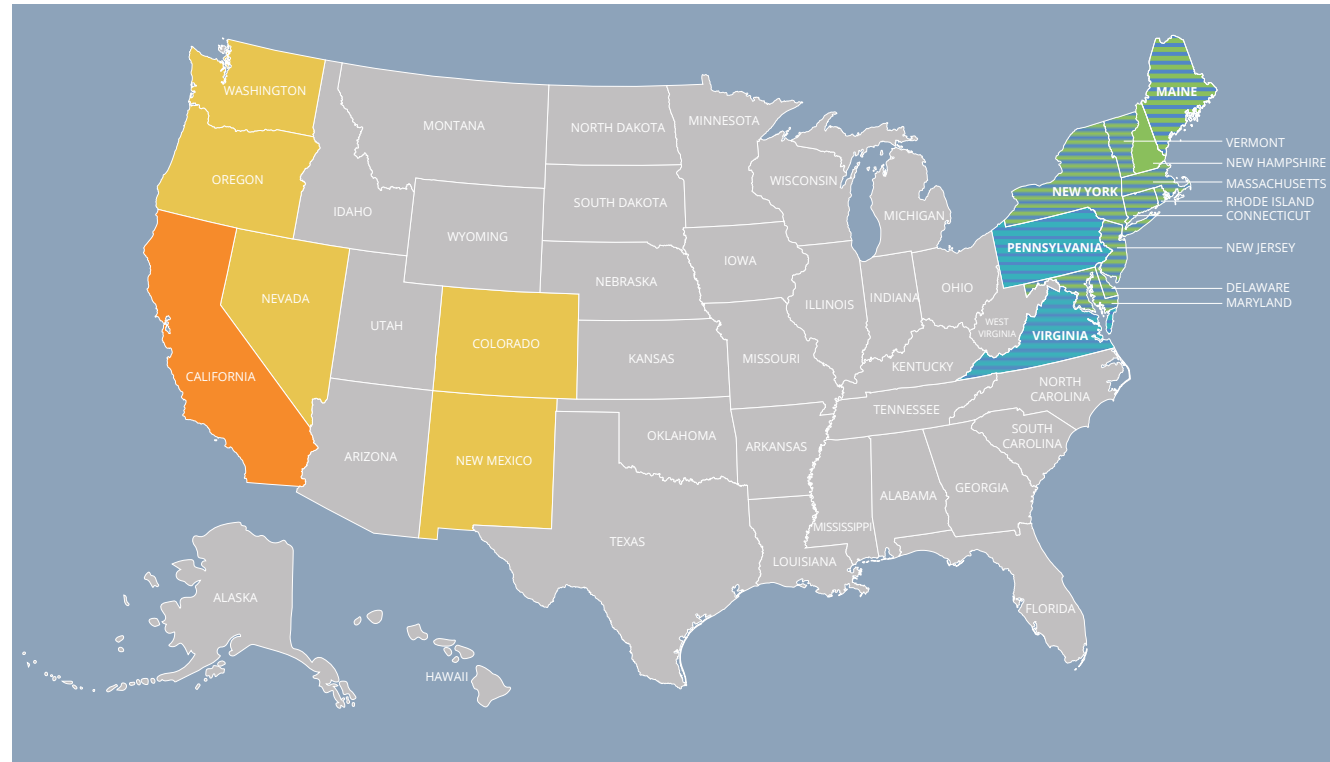 WASHINGTON
MONTANA
NORTH DAKOTA
MINNESOTA
MAINE
VERMONT
NEW HAMPSHIRE
MASSACHUSETTS
RHODE ISLAND
CONNECTICUT
NEW JERSEY
DELAWARE
MARYLAND
OREGON
IDAHO
WYOMING
SOUTH DAKOTA
WISCONSIN
MICHIGAN
NEW YORK
PENNSYLVANIA
NEVADA
UTAH
COLORADO
NEBRASKA
IOWA
ILLINOIS
INDIANA
OHIO
WEST
VIRGINIA
VIRGINIA
CALIFORNIA
KANSAS
MISSOURI
KENTUCKY
NORTH
CAROLINA
TENNESSEE
SOUTH
CAROLINA
ARIZONA
NEW MEXICO
OKLAHOMA
ARKANSAS
MISSISSIPPI
ALABAMA
GEORGIA
TEXAS
LOUISIANA
FLORIDA
ALASKA
HAWAII